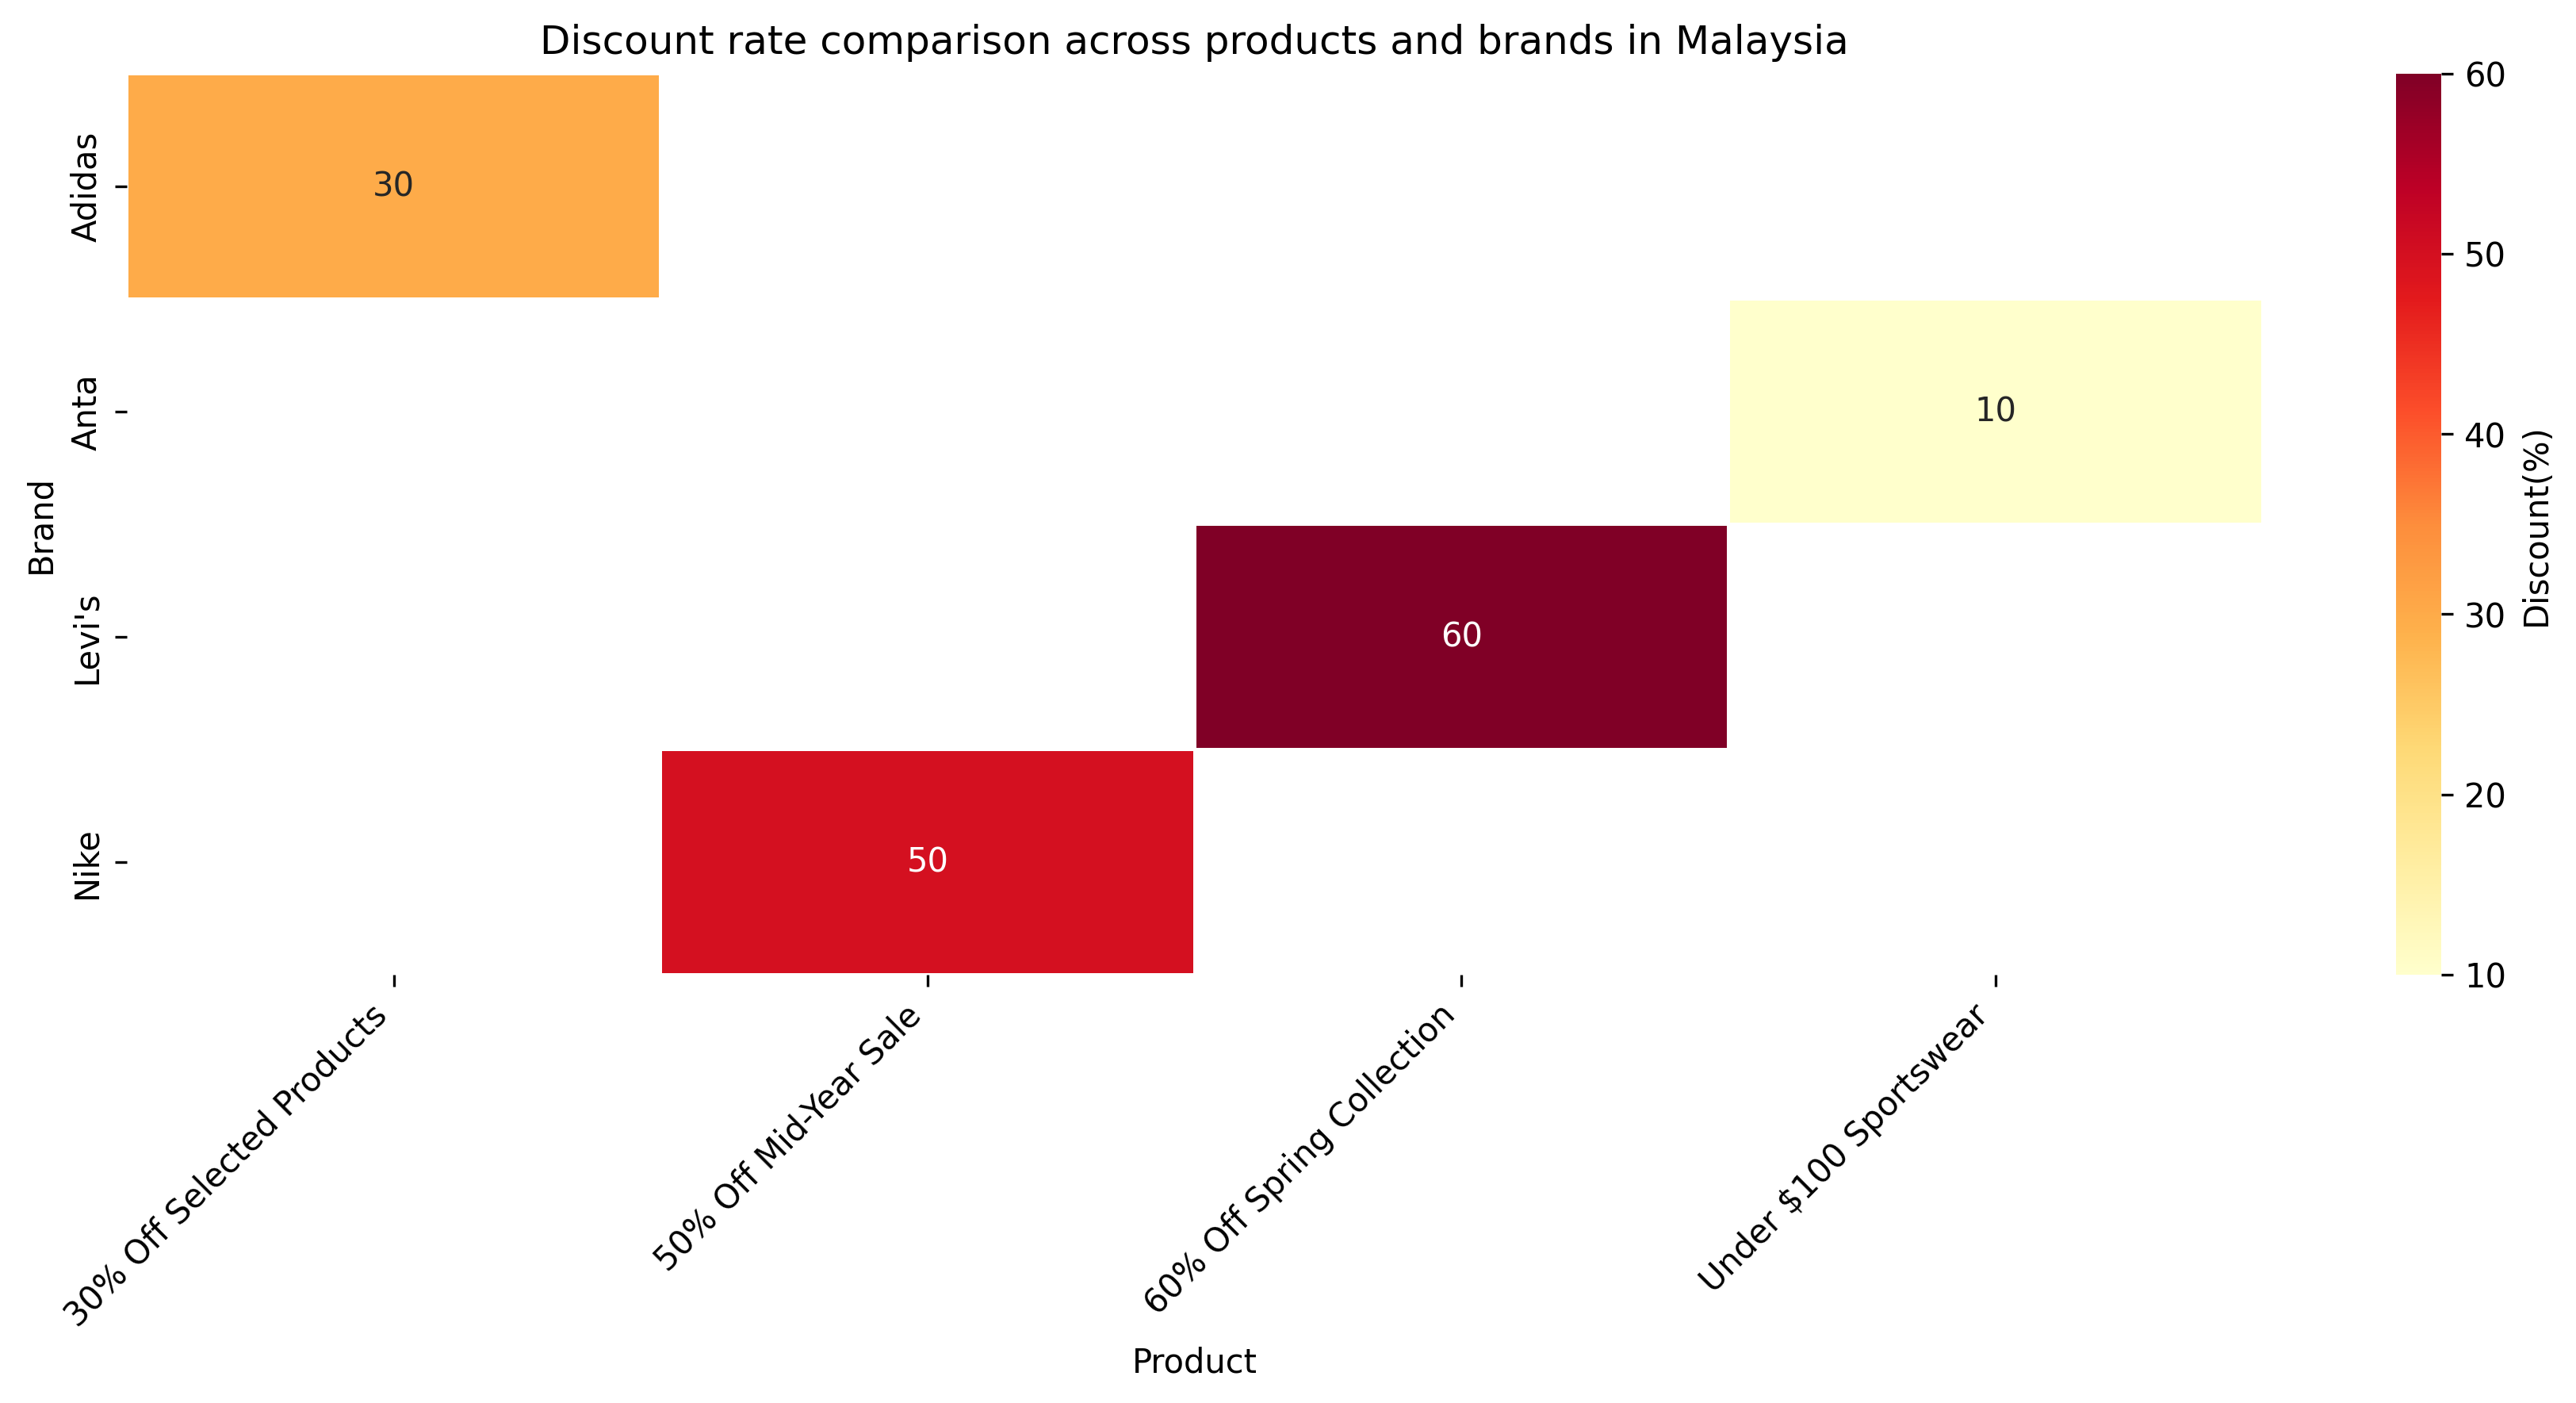 Discount rate comparison across products and brands in Malaysia
Brand
Adidas
30
Anta
10
Levi's
60
Nike
50
30% Off Selected Products
50% Off Mid-Year Sale
60% Off Spring Collection
Under $100 Sportswear
Product
60
50
40
30
20
10
Discount(%)